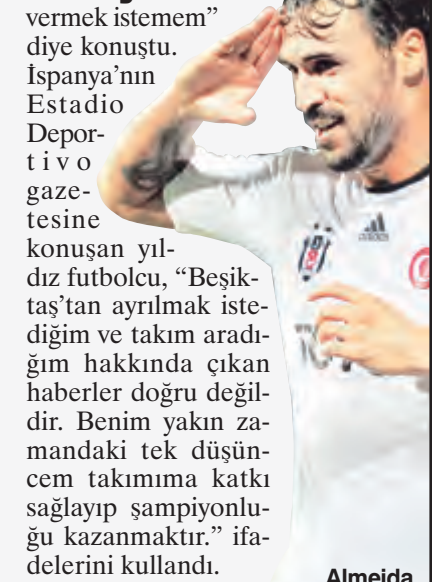 vermek istemem”
diye konuştu.
İspanya’nın
Estadio
Depor-
tivo
gaze-
tesine
konuşan yıl-
dız futbolcu, “Beşik-
taş’tan ayrılmak iste-
diğim ve takım aradı-
ğım hakkında çıkan
haberler doğru değil-
dir. Benim yakın za-
mandaki tek düşün-
cem takımıma katkı
sağlayıp şampiyonlu-
ğu kazanmaktır.” ifa-
delerini kullandı.
adidas
Almeida